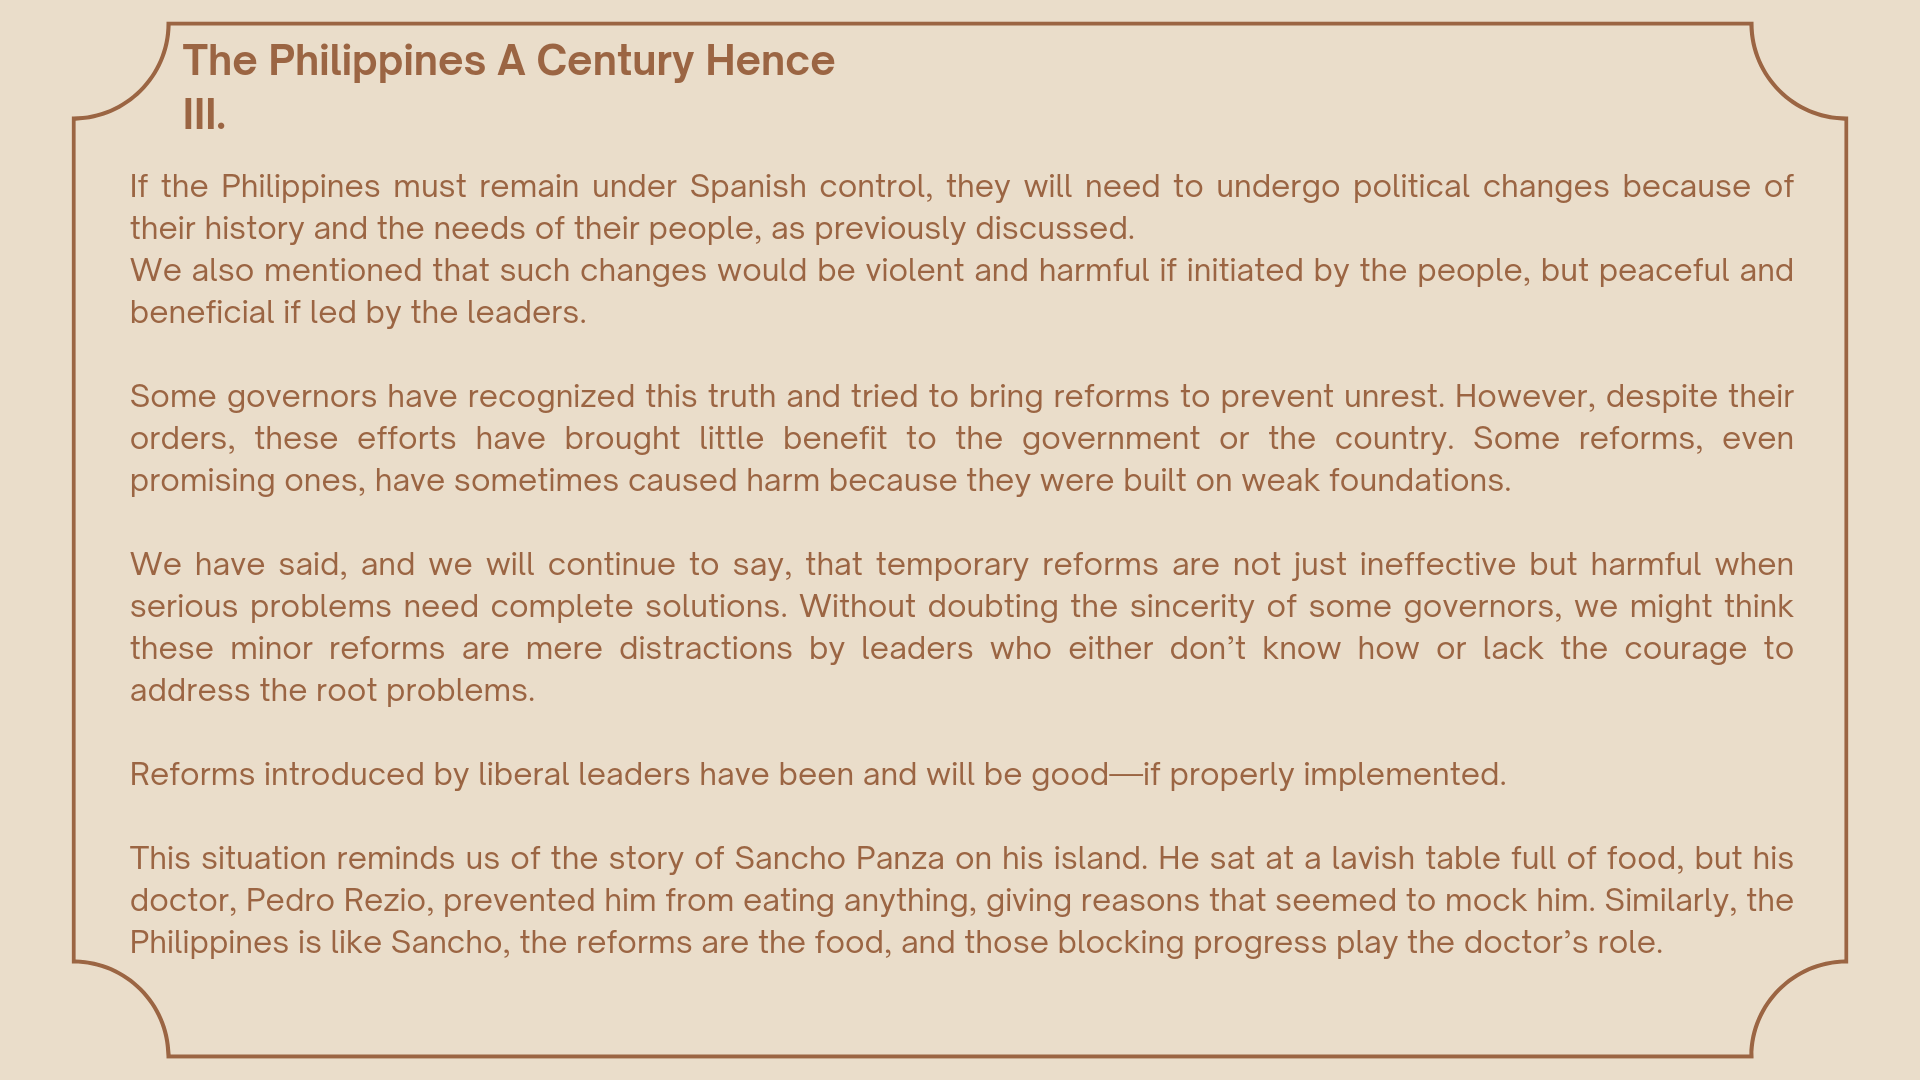 The Philippines A Century Hence
III.
If the Philippines must remain under Spanish control, they will need to undergo political changes because of
their history and the needs of their people, as previously discussed.
We also mentioned that such changes would be violent and harmful if initiated by the people, but peaceful and
beneficial if led by the leaders.
Some governors have recognized this truth and tried to bring reforms to prevent unrest. However, despite their
orders, these efforts have brought little benefit to the government or the country. Some reforms, even
promising ones, have sometimes caused harm because they were built on weak foundations.
We have said, and we will continue to say, that temporary reforms are not just ineffective but harmful when
serious problems need complete solutions. Without doubting the sincerity of some governors, we might think
these minor reforms are mere distractions by leaders who either don’t know how or lack the courage to
address the root problems.
Reforms introduced by liberal leaders have been and will be good—if properly implemented.
This situation reminds us of the story of Sancho Panza on his island. He sat at a lavish table full of food, but his
doctor, Pedro Rezio, prevented him from eating anything, giving reasons that seemed to mock him. Similarly, the
Philippines is like Sancho, the reforms are the food, and those blocking progress play the doctor’s role.